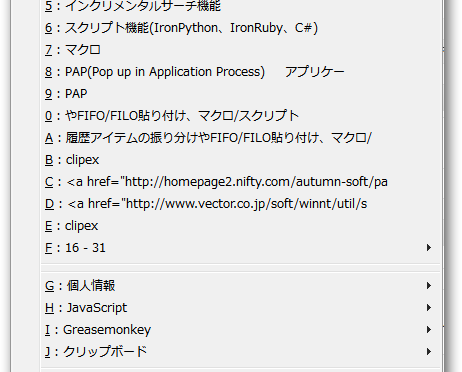 5 : インクリメンタルサーチ機能
6 : スクリプト機能(IronPython、IronRuby、C#)
7 : マクロ
8 : PAP(Pop up in Application Process)　アプリケー
9 : PAP
0 : やFIFO/FILO貼り付け、マクロ/スクリプト
A : 履歴アイテムの振り分けやFIFO/FILO貼り付け、マクロ/
B : clipex
C : <a href="http://homepage2.nifty.com/autumn-soft/pa
D : <a href="http://www.vector.co.jp/soft/winnt/util/s
E : clipex
F : 16 - 31
G : 個人情報
H : JavaScript
I : Greasemonkey
J : クリップボード